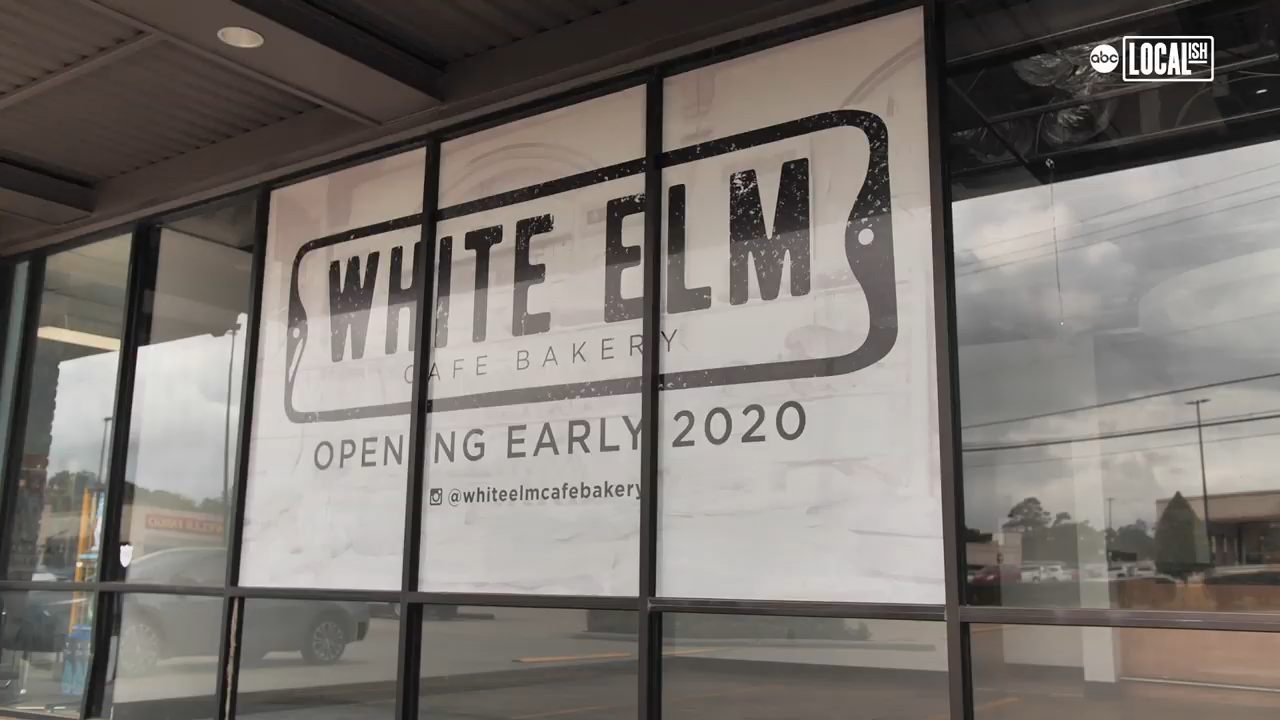 abc LOCALISH
WHITE ELM
CAFE BAKERY
OPENING EARLY 2020
@whiteelmcafebakery